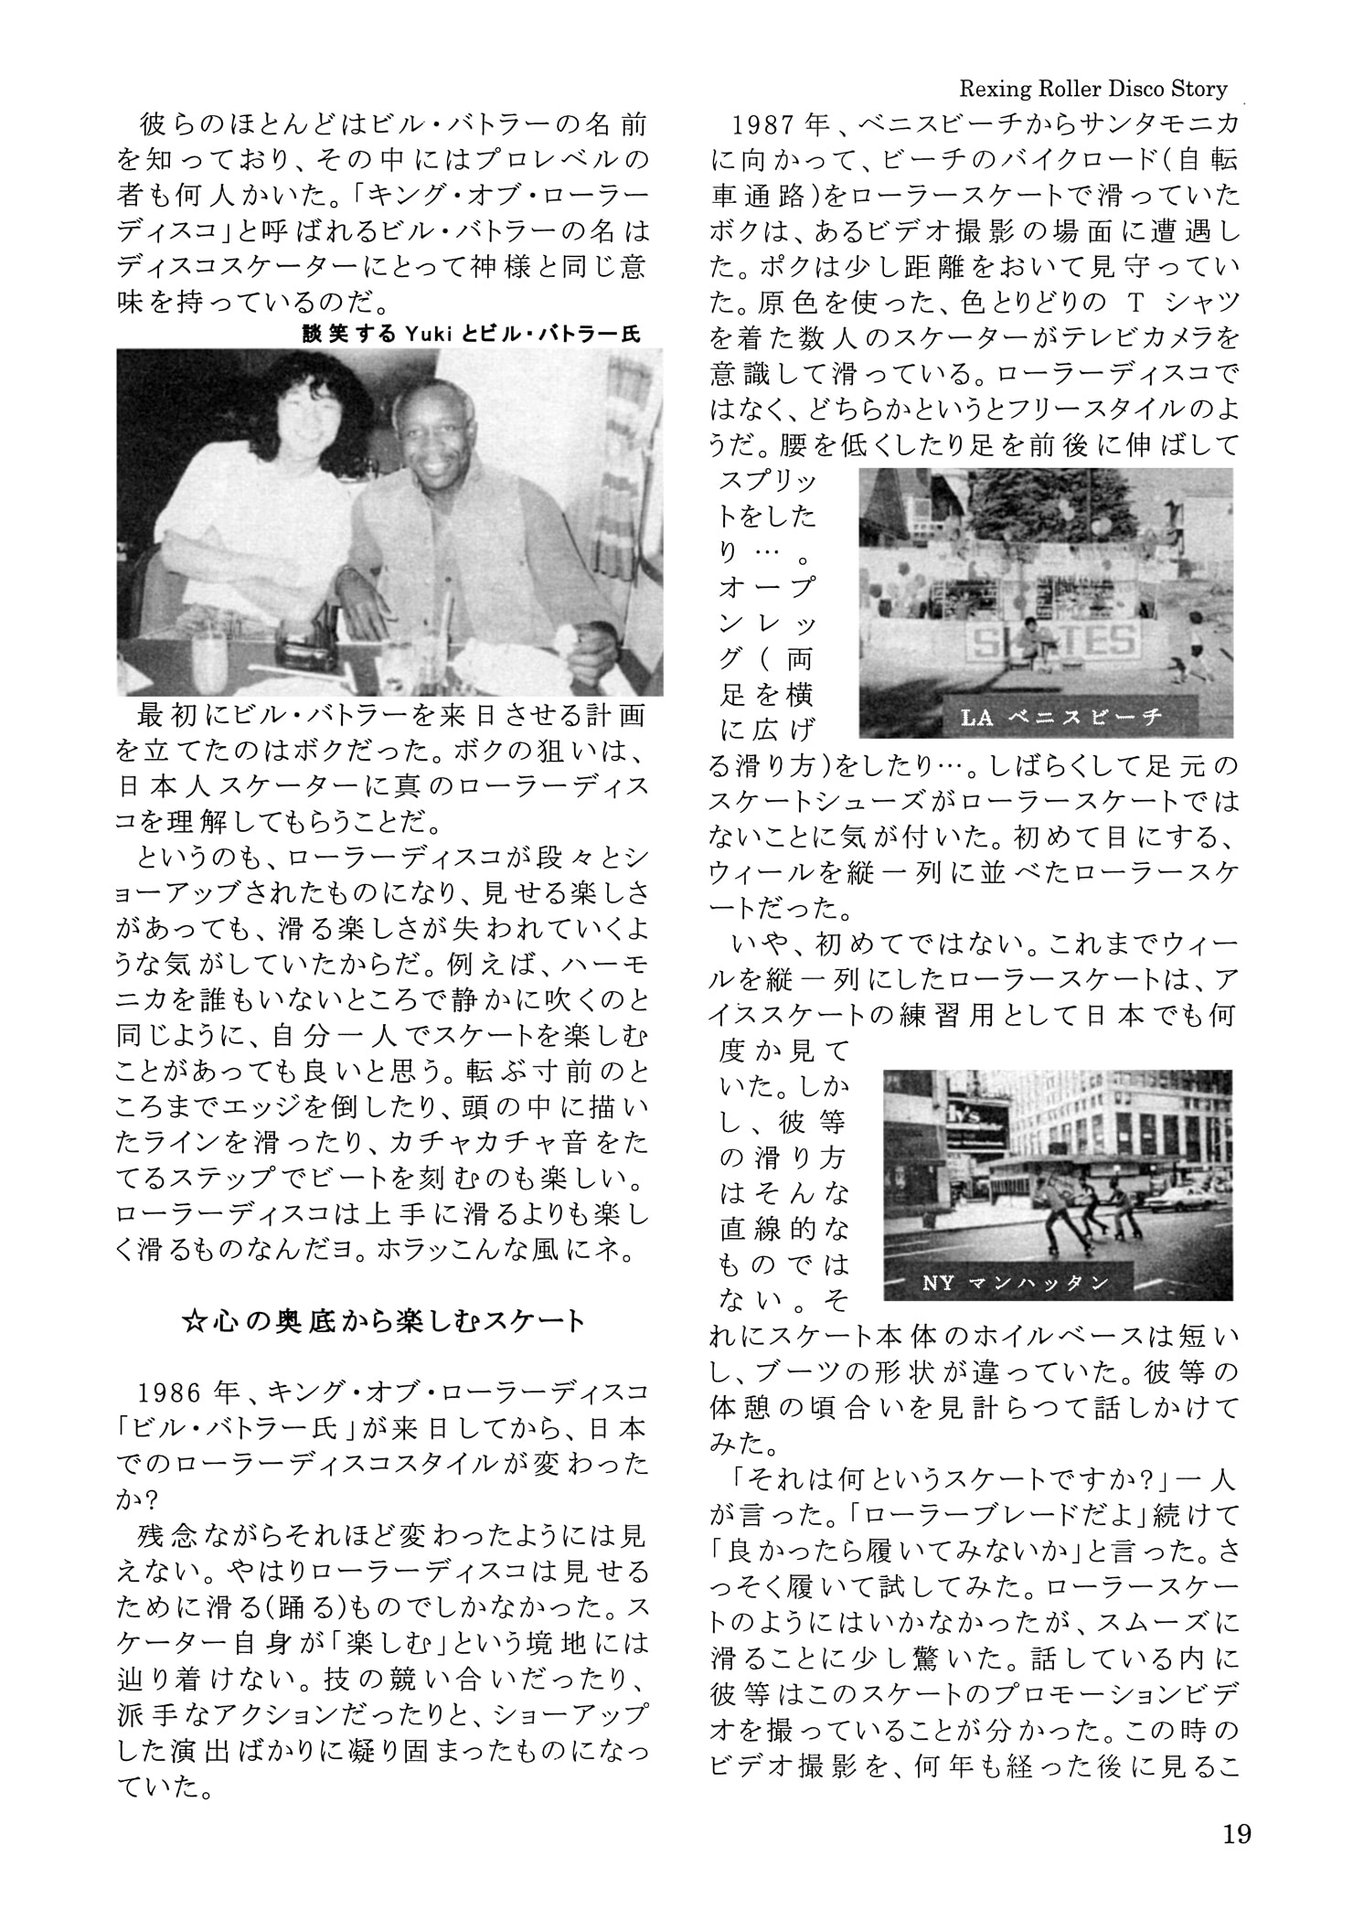 Rexing Roller Disco Story
彼らのほとんどはビル・バトラーの名前
を知っており、その中にはプロレベルの
者も何人かいた。「キング・オブ・ローラー
ディスコ」と呼ばれるビル・バトラーの名は
ディスコスケーターにとって神様と同じ意
味を持っているのだ。
談笑する Yuki とビル・バトラー氏
最初にビル・バトラーを来日させる計画
を立てたのはボクだった。ボクの狙いは、
日本人スケーターに真のローラーディス
コを理解してもらうことだ。
というのも、ローラーディスコが段々とシ
ョーアップされたものになり、見せる楽しさ
があっても、滑る楽しさが失われていくよ
うな気がしていたからだ。例えば、ハーモ
ニカを誰もいないところで静かに吹くのと
同じように、自分一人でスケートを楽しむ
ことがあっても良いと思う。転ぶ寸前のと
ころまでエッジを倒したり、頭の中に描い
たラインを滑ったり、カチャカチャ音をた
てるステップでビートを刻むのも楽しい。
ローラーディスコは上手に滑るよりも楽し
く滑るものなんだヨ。ホラッこんな風にネ。
☆心の奥底から楽しむスケート
1986 年、キング・オブ・ローラーディスコ
「ビル・バトラー氏」が来日してから、日本
でのローラーディスコスタイルが変わった
か?
残念ながらそれほど変わったようには見
えない。やはりローラーディスコは見せる
ために滑る(踊る)ものでしかなかった。ス
ケーター自身が「楽しむ」という境地には
辿り着けない。技の競い合いだったり、
派手なアクションだったりと、ショーアップ
した演出ばかりに凝り固まったものになっ
ていた。
1987 年、ベニスビーチからサンタモニカ
に向かって、ビーチのバイクロード(自転
車通路)をローラースケートで滑っていた
ボクは、あるビデオ撮影の場面に遭遇し
た。ボクは少し距離をおいて見守ってい
た。原色を使った、色とりどりの T シャツ
を着た数人のスケーターがテレビカメラを
意識して滑っている。ローラーディスコで
はなく、どちらかというとフリースタイルのよ
うだ。腰を低くしたり足を前後に伸ばして
スプリッ
トをした
り…。
オープ
ンレッ
グ(両
足を横
に広げ
SKATES
LA ベニスビーチ
る滑り方)をしたり…。しばらくして足元の
スケートシューズがローラースケートでは
ないことに気が付いた。初めて目にする、
ウィールを縦一列に並べたローラースケ
ートだった。
いや、初めてではない。これまでウィー
ルを縦一列にしたローラースケートは、ア
イススケートの練習用として日本でも何
度か見て
いた。しか
し、彼等
の滑り方
はそんな
直線的な
ものでは
ない。そ
NY マンハッタン
れにスケート本体のホイルベースは短い
し、ブーツの形状が違っていた。彼等の
体憩の頃合いを見計らつて話しかけて
みた。
「それは何というスケートですか?」一人
が言った。「ローラーブレードだよ」続けて
「良かったら履いてみないか」と言った。さ
っそく履いて試してみた。ローラースケー
トのようにはいかなかったが、スムーズに
滑ることに少し驚いた。話している内に
彼等はこのスケートのプロモーションビデ
オを撮っていることが分かった。この時の
ビデオ撮影を、何年も経った後に見るこ
19